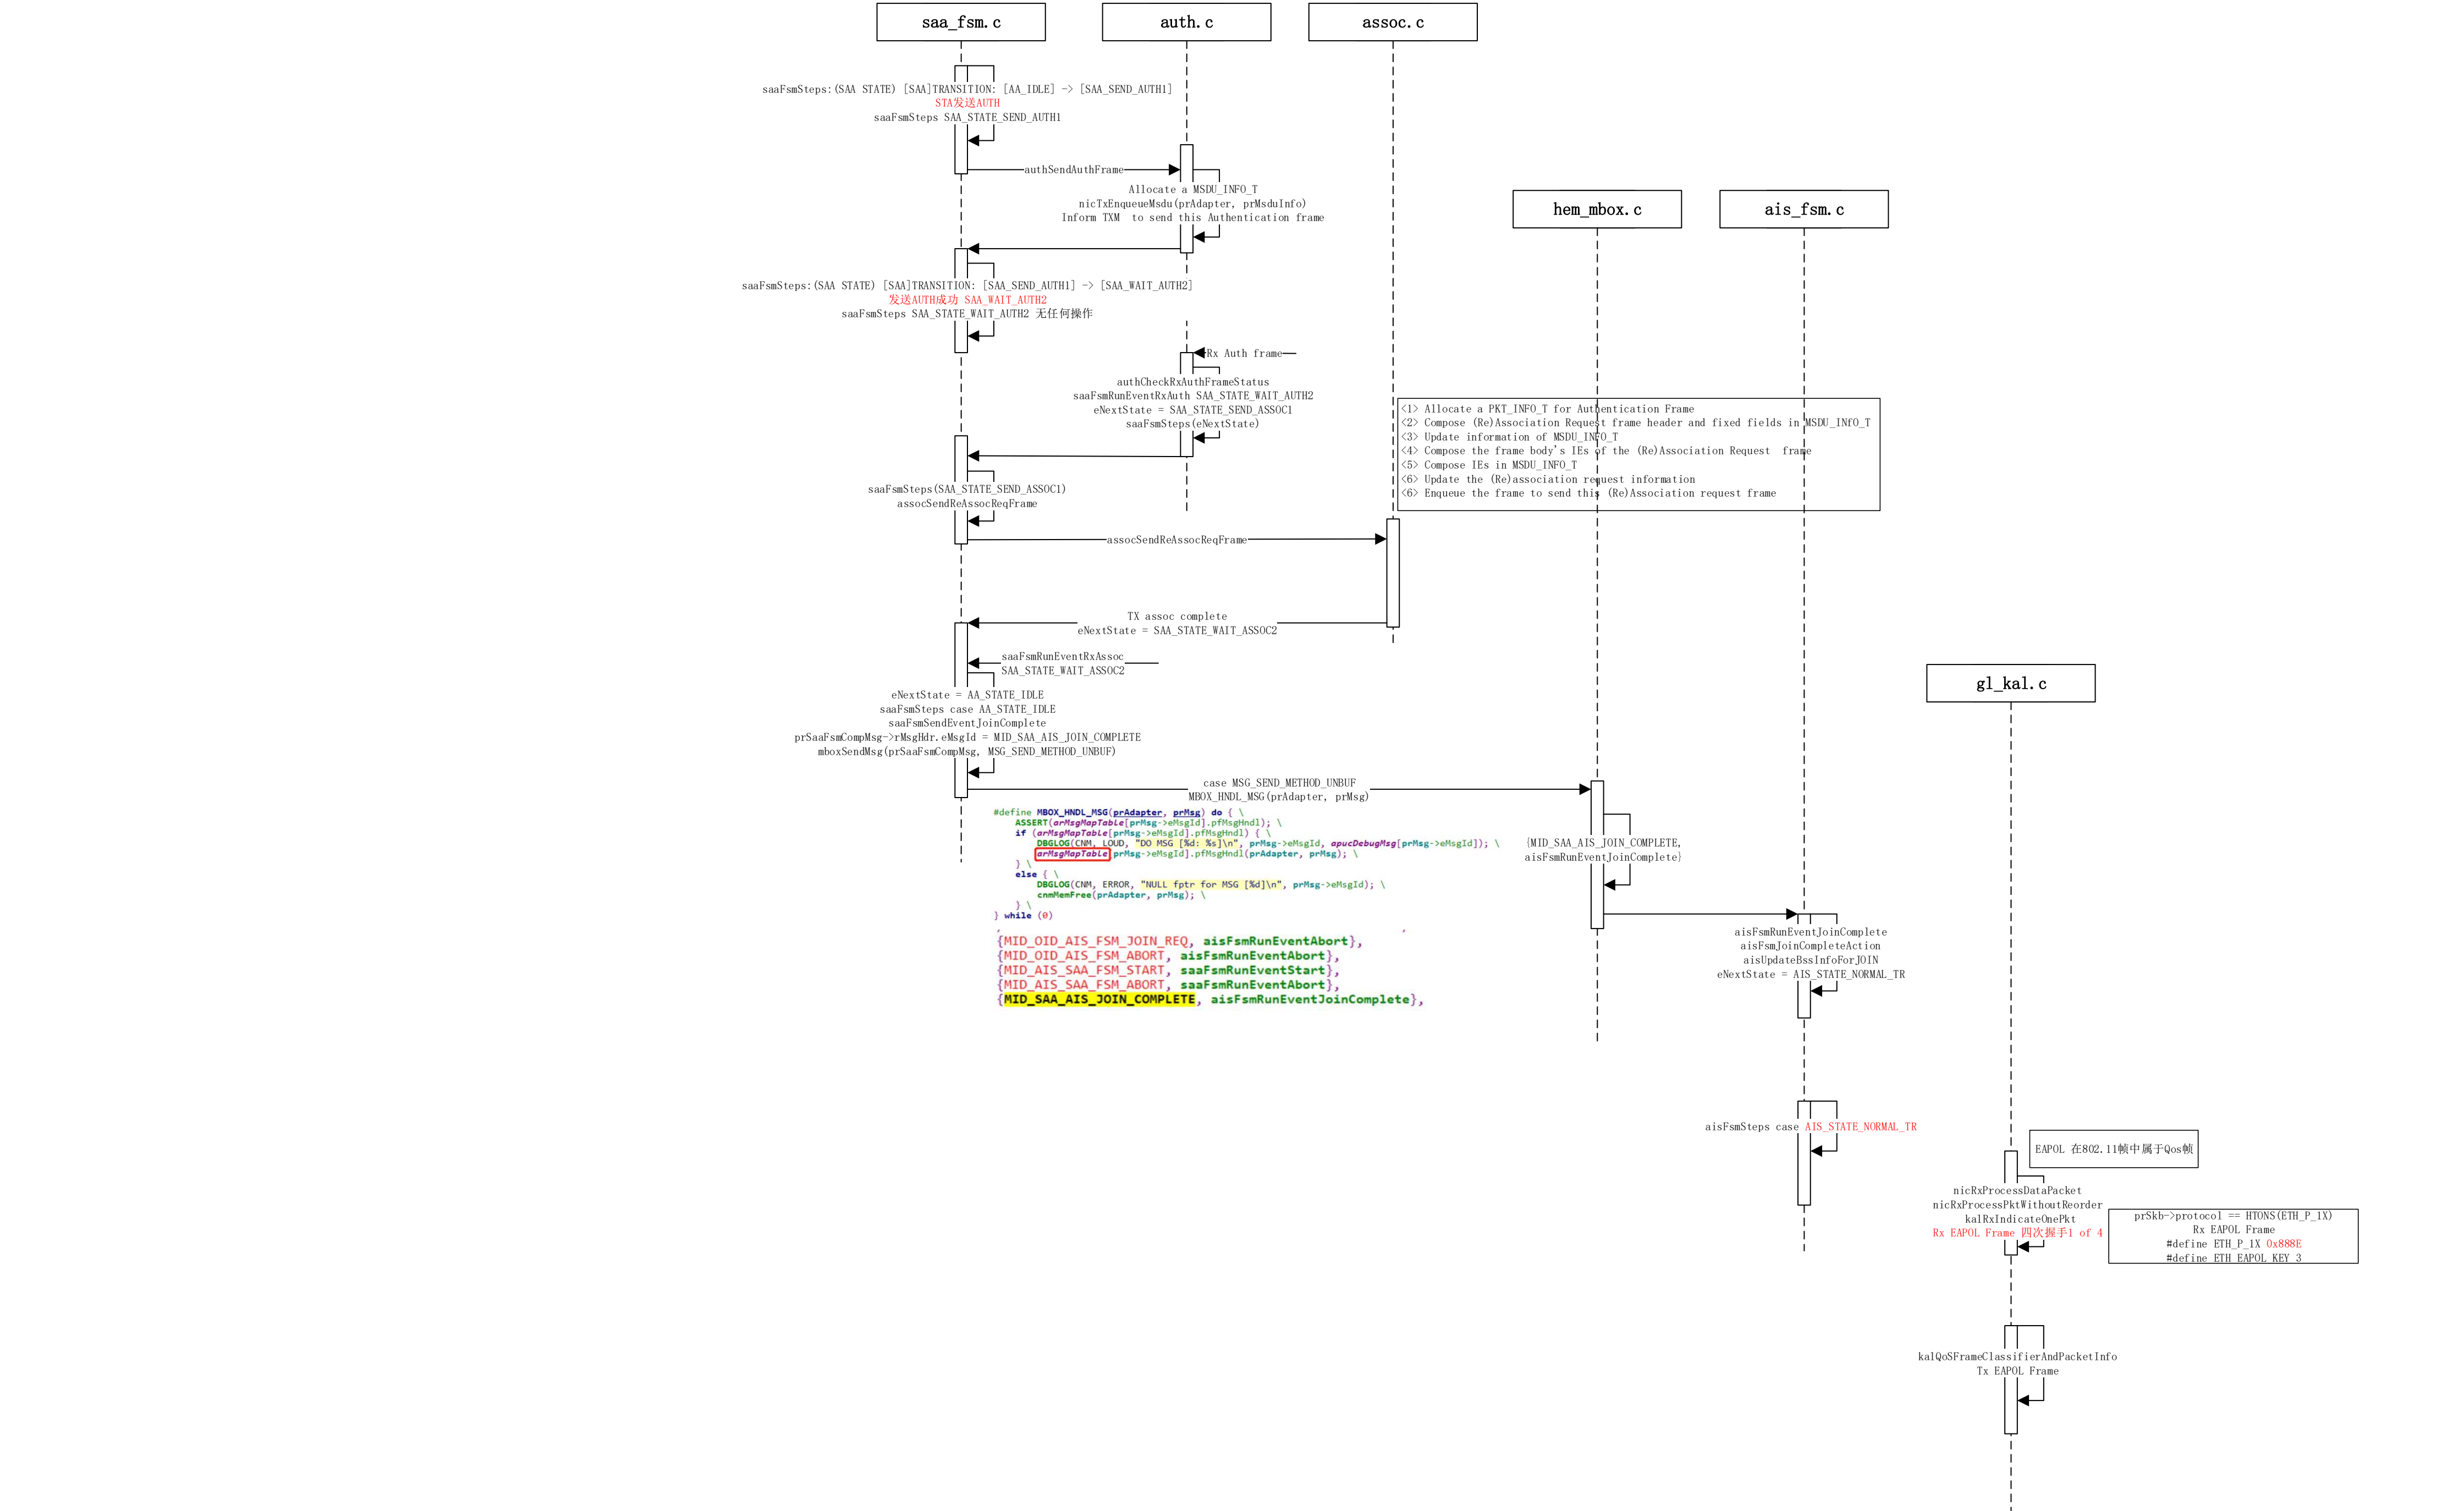 saa_fsm.c
auth.c
assoc.c
saaFsmSteps:(SAA STATE) [SAA]TRANSITION: [AA_IDLE] -> [SAA_SEND_AUTH1]
STA发送AUTH
saaFsmSteps SAA_STATE_SEND_AUTH1
authSendAuthFrame
Allocate a MSDU_INFO_T
nicTxEnqueueMsdu(prAdapter, prMsduInfo)
Inform TXM  to send this Authentication frame
hem_mbox.c
ais_fsm.c
saaFsmSteps:(SAA STATE) [SAA]TRANSITION: [SAA_SEND_AUTH1] -> [SAA_WAIT_AUTH2]
发送AUTH成功 SAA_WAIT_AUTH2
saaFsmSteps SAA_STATE_WAIT_AUTH2 无任何操作
Rx Auth frame
authCheckRxAuthFrameStatus
saaFsmRunEventRxAuth SAA_STATE_WAIT_AUTH2
eNextState = SAA_STATE_SEND_ASSOC1
saaFsmSteps(eNextState)
<1> Allocate a PKT_INFO_T for Authentication Frame
<2> Compose (Re)Association Request frame header and fixed fields in MSDU_INfO_T
<3> Update information of MSDU_INFO_T
<4> Compose the frame body's IEs of the (Re)Association Request  frame
<5> Compose IEs in MSDU_INFO_T
<6> Update the (Re)association request information
<6> Enqueue the frame to send this (Re)Association request frame
saaFsmSteps(SAA_STATE_SEND_ASSOC1)
assocSendReAssocReqFrame
assocSendReAssocReqFrame
TX assoc complete
eNextState = SAA_STATE_WAIT_ASSOC2
saaFsmRunEventRxAssoc
SAA_STATE_WAIT_ASSOC2
gl_kal.c
eNextState = AA_STATE_IDLE
saaFsmSteps case AA_STATE_IDLE
saaFsmSendEventJoinComplete
prSaaFsmCompMsg->rMsgHdr.eMsgId = MID_SAA_AIS_JOIN_COMPLETE
mboxSendMsg(prSaaFsmCompMsg, MSG_SEND_METHOD_UNBUF)
case MSG_SEND_METHOD_UNBUF
MBOX_HNDL_MSG(prAdapter, prMsg)
#define MBOX_HNDL_MSG(prAdapter, prMsg) do { \
ASSERT(arMsgMapTable[prMsg->eMsgId].pfMsgHndl); \
if (arMsgMapTable[prMsg->eMsgId].pfMsgHndl) { \
DBGLOG(CNM, LOUD, "DO MSG [%d: %s]\n", prMsg->eMsgId, apucDebugMsg[prMsg->eMsgId]); \
arMsgMapTable[prMsg->eMsgId].pfMsgHndl(prAdapter, prMsg); \
} \
else { \
DBGLOG(CNM, ERROR, "NULL fptr for MSG [%d]\n", prMsg->eMsgId); \
cnmMemFree(prAdapter, prMsg); \
} \
} while (0)
{MID_OID_AIS_FSM_JOIN_REQ, aisFsmRunEventAbort},
{MID_OID_AIS_FSM_ABORT, aisFsmRunEventAbort},
{MID_AIS_SAA_FSM_START, saaFsmRunEventStart},
{MID_AIS_SAA_FSM_ABORT, saaFsmRunEventAbort},
{MID_SAA_AIS_JOIN_COMPLETE, aisFsmRunEventJoinComplete},
{MID_SAA_AIS_JOIN_COMPLETE,
aisFsmRunEventJoinComplete}
aisFsmRunEventJoinComplete
aisFsmJoinCompleteAction
aisUpdateBssInfoForJOIN
eNextState = AIS_STATE_NORMAL_TR
aisFsmSteps case AIS_STATE_NORMAL_TR
EAPOL 在802.11帧中属于Qos帧
nicRxProcessDataPacket
nicRxProcessPktWithoutReorder
kalRxIndicateOnePkt
Rx EAPOL Frame 四次握手1 of 4
prSkb->protocol == HTONS(ETH_P_1X)
Rx EAPOL Frame
#define ETH_P_1X 0x888E
#define ETH_EAPOL_KEY 3
kalQoSFrameClassifierAndPacketInfo
Tx EAPOL Frame